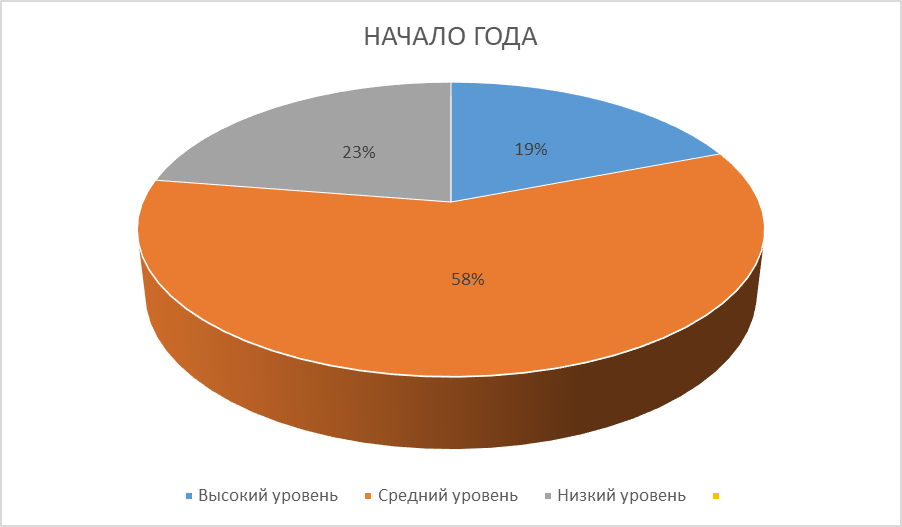 НАЧАЛО ГОДА
23%
19%
58%
Высокий уровень
Средний уровень
Низкий уровень